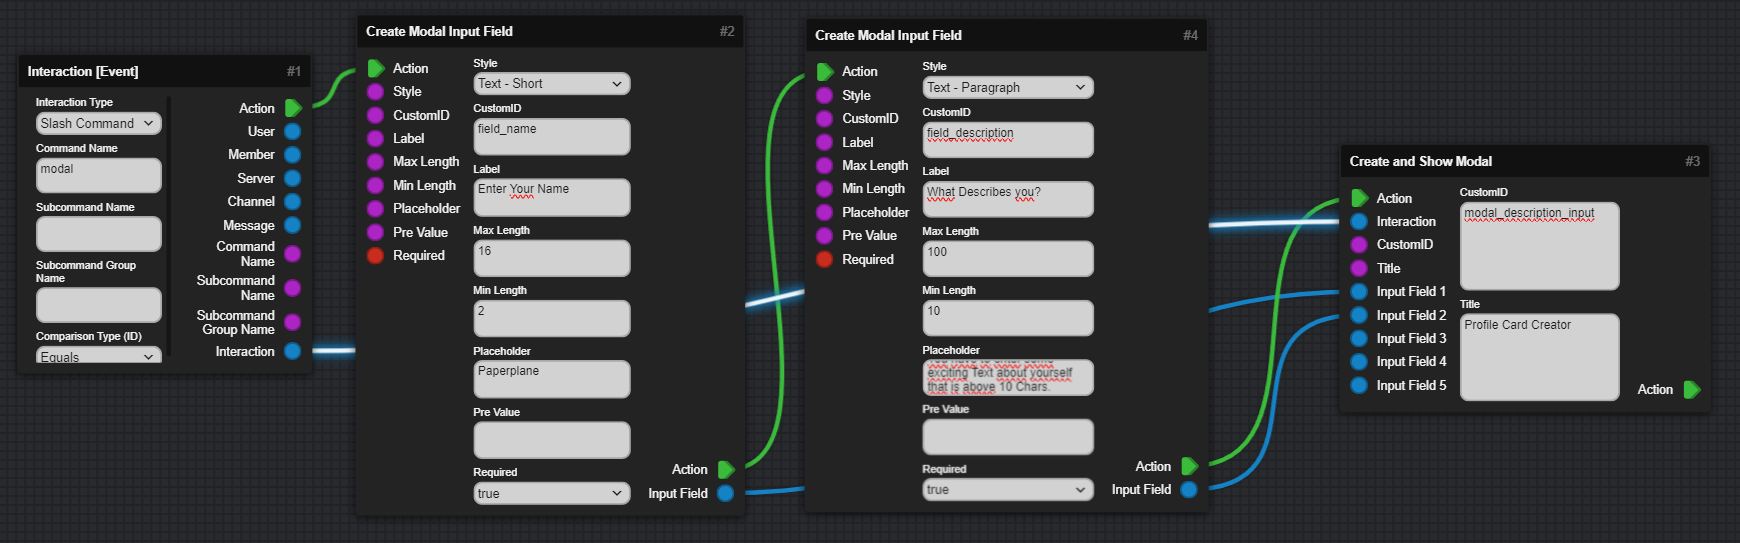 Interaction [Event] #1
Interaction Type
Slash Command
Command Name
modal
Subcommand Name
Subcommand Group
Name
Comparison Type (ID)
Equals
Action
User
Member
Server
Channel
Message
Command
Name
Subcommand
Name
Subcommand
Group Name
Interaction
Create Modal Input Field #2
Action
Style
CustomID
Label
Max Length
Min Length
Placeholder
Pre Value
Required
Style
Text - Short
CustomID
field_name
Label
Enter Your Name
Max Length
16
Min Length
2
Placeholder
Paperplane
Pre Value
Required
true
Action
Input Field
Create Modal Input Field #4
Action
Style
CustomID
Label
Max Length
Min Length
Placeholder
Pre Value
Required
Style
Text - Paragraph
CustomID
field_description
Label
What Describes you?
Max Length
100
Min Length
10
Placeholder
You have to enter some
exciting Text about yourself
that is above 10 Chars.
Pre Value
Required
true
Action
Input Field
Create and Show Modal #3
Action
Interaction
CustomID
Title
Input Field 1
Input Field 2
Input Field 3
Input Field 4
Input Field 5
CustomID
modal_description_input
Title
Profile Card Creator
Action